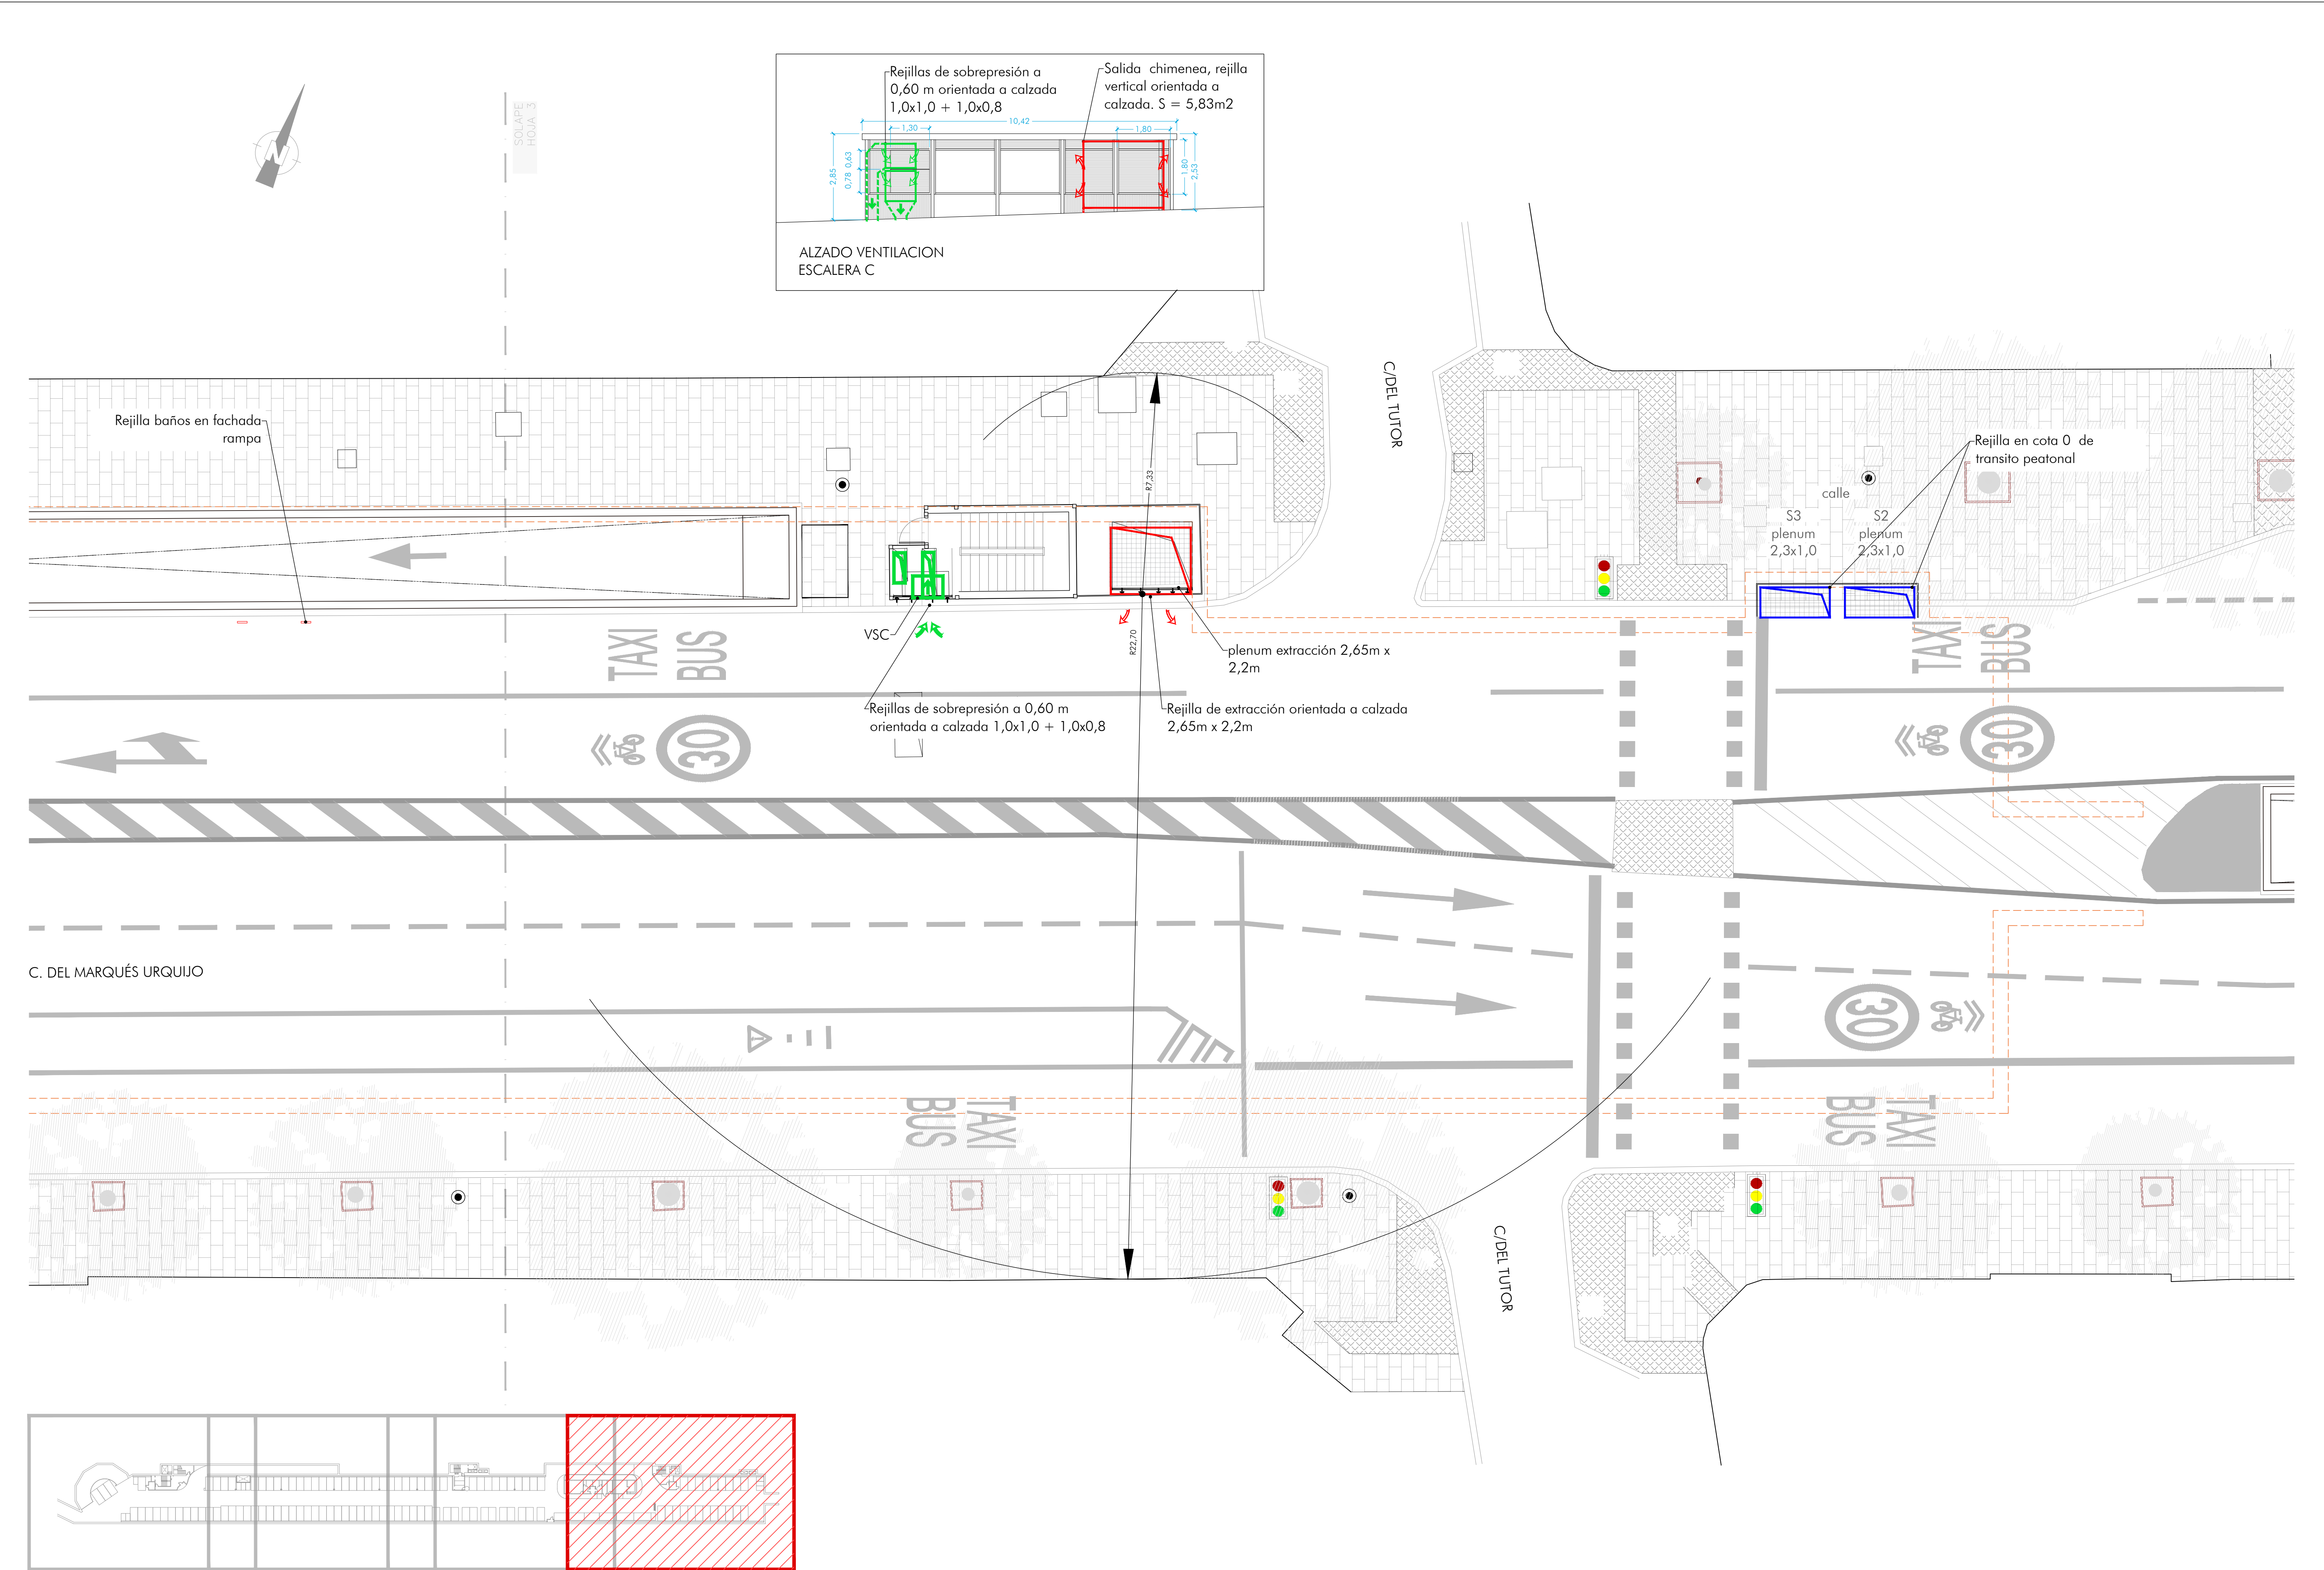 Rejillas de sobrepresión a
0,60 m orientada a calzada
1,0x1,0 + 1,0x0,8
Salida chimenea, rejilla
vertical orientada a
calzada. S = 5,83m2
10,42
1,30
1,80
2,85
0,78 0,63
1,80
2,53
ALZADO VENTILACION
ESCALERA C
SOLAPE
HOJA 3
N
C/DEL TUTOR
Rejilla baños en fachada
rampa
R7,33
Rejilla en cota 0 de
transito peatonal
calle
S3
plenum
2,3x1,0
S2
plenum
2,3x1,0
VSC
R22,70
plenum extracción 2,65m x
2,2m
TAXI
BUS
TAXI
BUS
Rejillas de sobrepresión a 0,60 m
orientada a calzada 1,0x1,0 + 1,0x0,8
Rejilla de extracción orientada a calzada
2,65m x 2,2m
30
30
C. DEL MARQUÉS URQUIJO
30
BUS
TAXI
BUS
TAXI
C/DEL TUTOR